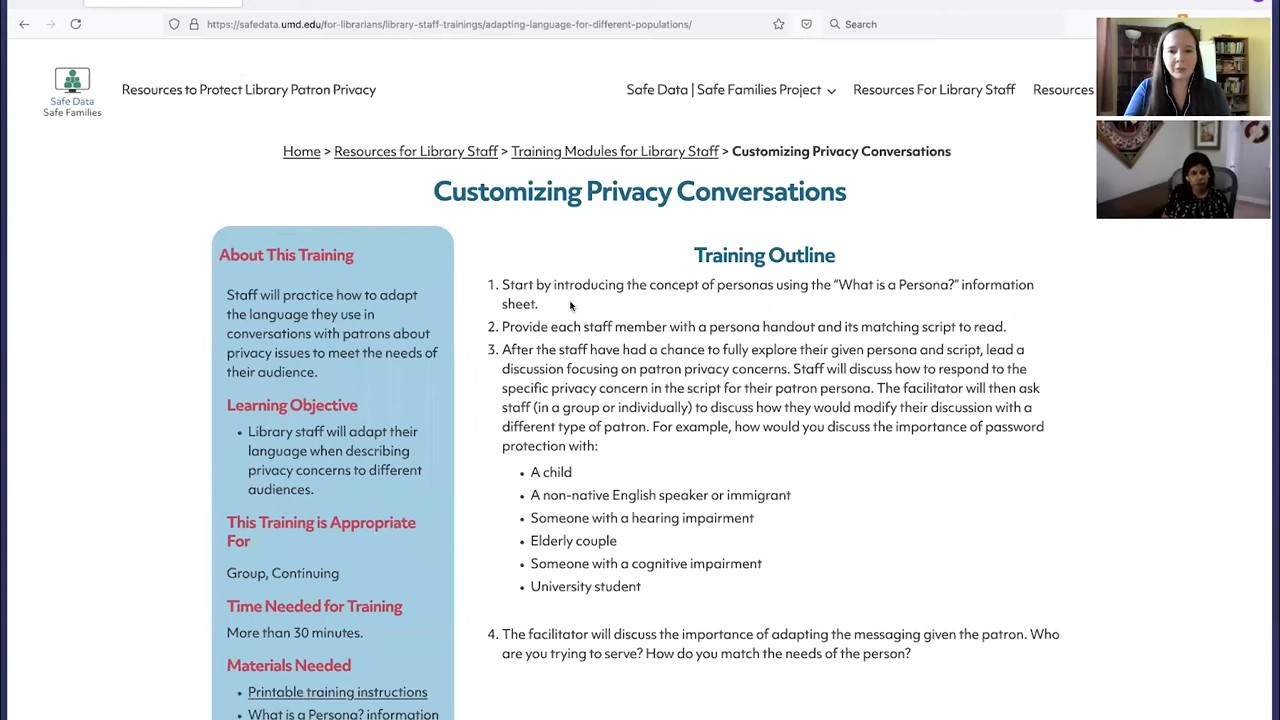 https://safedata.umd.edu/for-librarians/library-staff-trainings/adapting-language-for-different-populations/
Search
Safe Data
Safe Families
Resources to Protect Library Patron Privacy
Safe Data | Safe Families Project
Resources For Library Staff
Resources
Home > Resources for Library Staff > Training Modules for Library Staff > Customizing Privacy Conversations
Customizing Privacy Conversations
About This Training
Staff will practice how to adapt
the language they use in
conversations with patrons about
privacy issues to meet the needs of
their audience.
Learning Objective
• Library staff will adapt their
language when describing
privacy concerns to different
audiences.
This Training is Appropriate
For
Group, Continuing
Time Needed for Training
More than 30 minutes.
Materials Needed
• Printable training instructions
• What is a Persona? information
Training Outline
1. Start by introducing the concept of personas using the “What is a Persona?” information
sheet.
2. Provide each staff member with a persona handout and its matching script to read.
3. After the staff have had a chance to fully explore their given persona and script, lead a
discussion focusing on patron privacy concerns. Staff will discuss how to respond to the
specific privacy concern in the script for their patron persona. The facilitator will then ask
staff (in a group or individually) to discuss how they would modify their discussion with a
different type of patron. For example, how would you discuss the importance of password
protection with:
• A child
• A non-native English speaker or immigrant
• Someone with a hearing impairment
• Elderly couple
• Someone with a cognitive impairment
• University student
4. The facilitator will discuss the importance of adapting the messaging given the patron. Who
are you trying to serve? How do you match the needs of the person?